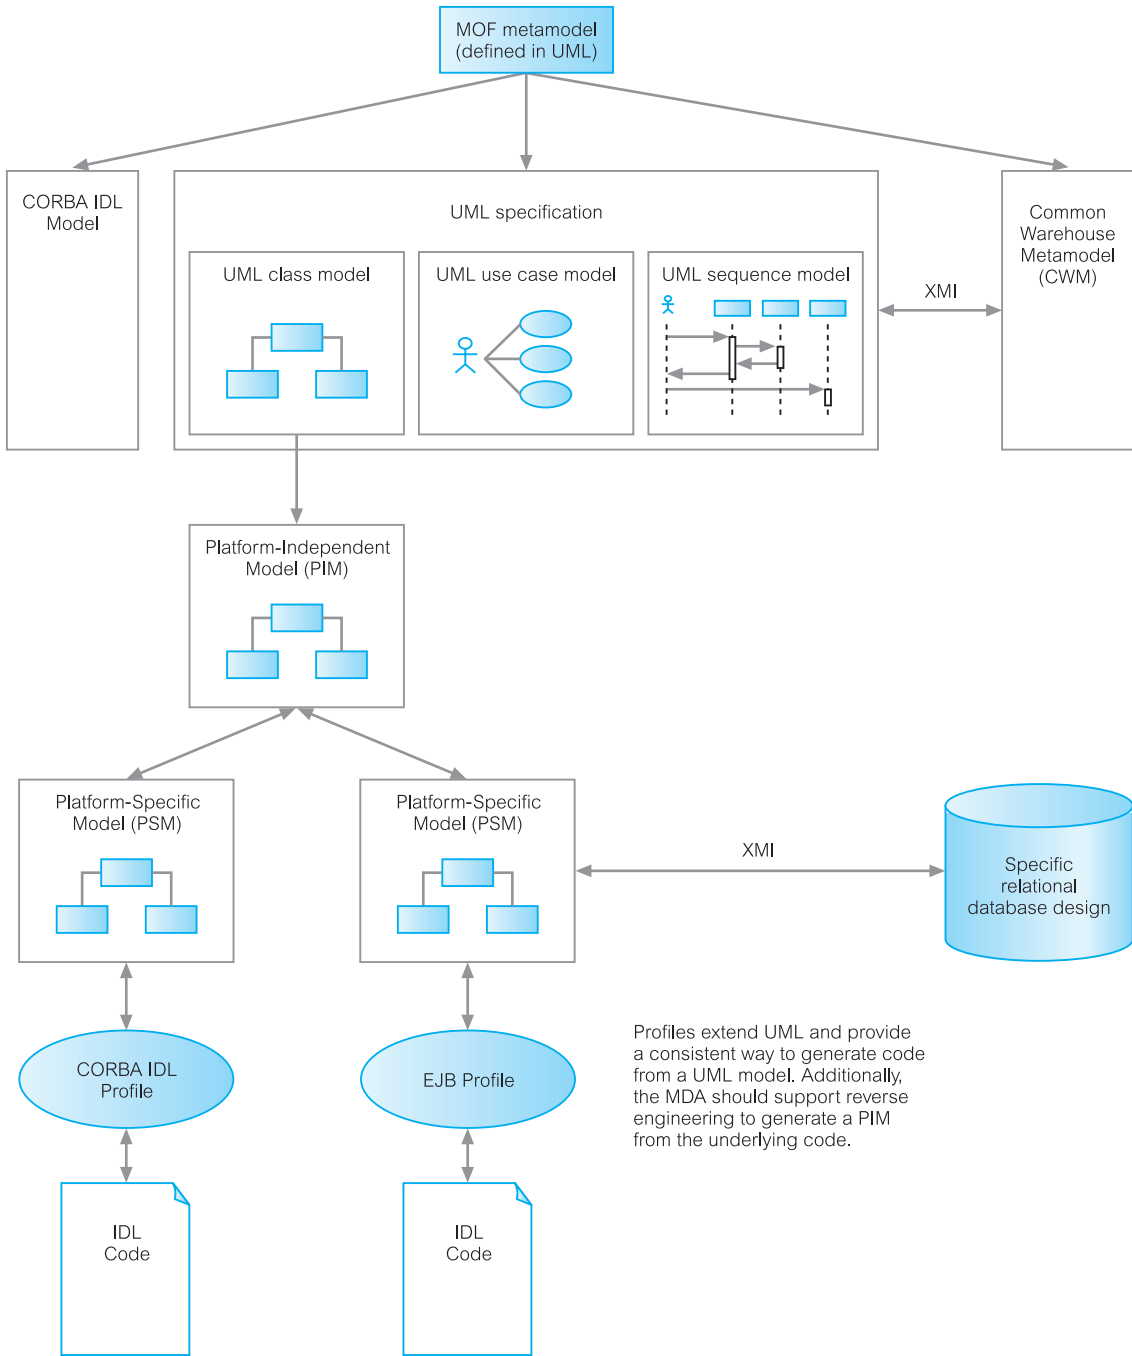 MOF metamodel
(defined in UML)
CORBA IDL
Model
UML specification
Common
Warehouse
Metamodel
(CWM)
UML class model
UML use case model
UML sequence model
XMI
Platform-Independent
Model (PIM)
Platform-Specific
Model (PSM)
Platform-Specific
Model (PSM)
XMI
Specific
relational
database design
CORBA IDL
Profile
EJB Profile
Profiles extend UML and provide
a consistent way to generate code
from a UML model. Additionally,
the MDA should support reverse
engineering to generate a PIM
from the underlying code.
IDL
Code
IDL
Code